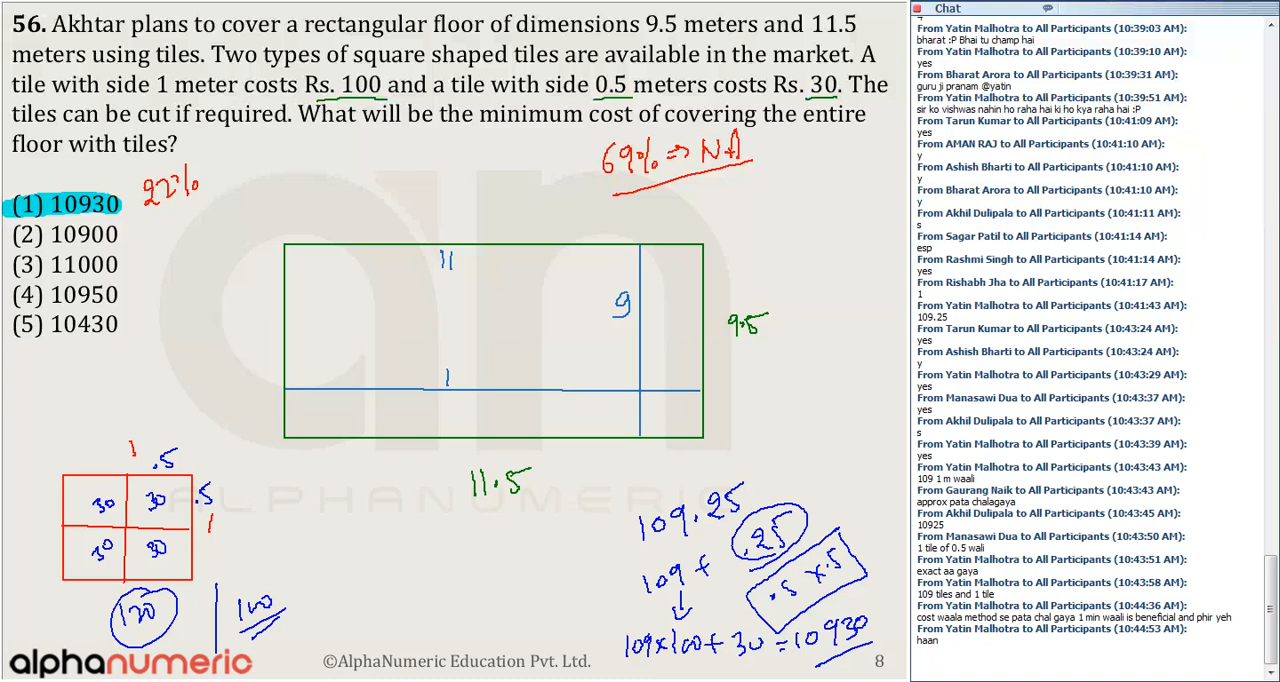 56. Akhtar plans to cover a rectangular floor of dimensions 9.5 meters and 11.5
meters using tiles. Two types of square shaped tiles are available in the market. A
tile with side 1 meter costs Rs. 100 and a tile with side 0.5 meters costs Rs. 30. The
tiles can be cut if required. What will be the minimum cost of covering the entire
floor with tiles?
69% => NA
(1) 10930
22%
(2) 10900
(3) 11000
(4) 10950
(5) 10430
11
9
9.5
1
11.5
1
.5
30 30 .5
1
30 30
120
100
109.25
109 + .25
.5 x .5
109x100 + 30 = 10930
ALPHANUMERIC
alphanumeric
©AlphaNumeric Education Pvt. Ltd.
8
Chat
From Yatin Malhotra to All Participants (10:39:03 AM):
bharat :P Bhai tu champ hai
From Yatin Malhotra to All Participants (10:39:10 AM):
yes
From Bharat Arora to All Participants (10:39:31 AM):
guru ji pranam @yatin
From Yatin Malhotra to All Participants (10:39:51 AM):
sir ko vishwas nahin ho raha hai ki ho kya raha hai :P
From Tarun Kumar to All Participants (10:41:09 AM):
yes
From AMAN RAJ to All Participants (10:41:10 AM):
y
From Ashish Bharti to All Participants (10:41:10 AM):
y
From Bharat Arora to All Participants (10:41:10 AM):
y
From Akhil Dulipala to All Participants (10:41:11 AM):
s
From Sagar Patil to All Participants (10:41:14 AM):
esp
From Rashmi Singh to All Participants (10:41:14 AM):
yes
From Rishabh Jha to All Participants (10:41:17 AM):
1
From Yatin Malhotra to All Participants (10:41:43 AM):
109.25
From Tarun Kumar to All Participants (10:43:24 AM):
yes
From Ashish Bharti to All Participants (10:43:24 AM):
y
From Yatin Malhotra to All Participants (10:43:29 AM):
yes
From Manasawi Dua to All Participants (10:43:37 AM):
yes
From Akhil Dulipala to All Participants (10:43:37 AM):
s
From Yatin Malhotra to All Participants (10:43:39 AM):
yes
From Yatin Malhotra to All Participants (10:43:43 AM):
109 1 m waali
From Gaurang Naik to All Participants (10:43:43 AM):
approx pata chalagaya
From Akhil Dulipala to All Participants (10:43:45 AM):
10925
From Manasawi Dua to All Participants (10:43:50 AM):
1 tile of 0.5 wali
From Yatin Malhotra to All Participants (10:43:51 AM):
exact aa gaya
From Yatin Malhotra to All Participants (10:43:58 AM):
109 tiles and 1 tile
From Yatin Malhotra to All Participants (10:44:36 AM):
cost waala method se pata chal gaya 1 min waali is beneficial and phir yeh
From Yatin Malhotra to All Participants (10:44:53 AM):
haan